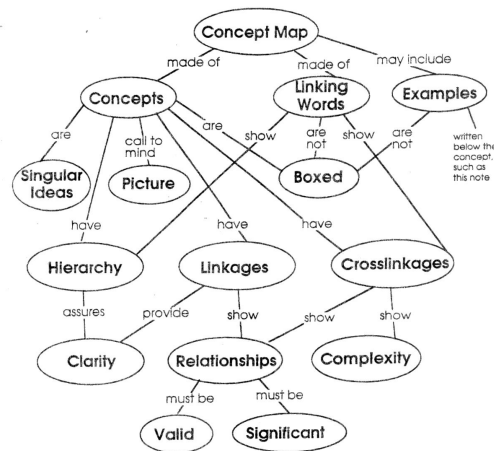 Concept Map
made of
made of
may include
Concepts
Linking
Words
Examples
are
call to
mind
are
show
are
not
show
are
not
written
below the
concept,
such as
this note
Singular
Ideas
Picture
Boxed
have
have
have
Hierarchy
Linkages
Crosslinkages
assures
provide
show
show
show
Clarity
Relationships
Complexity
must be
must be
Valid
Significant